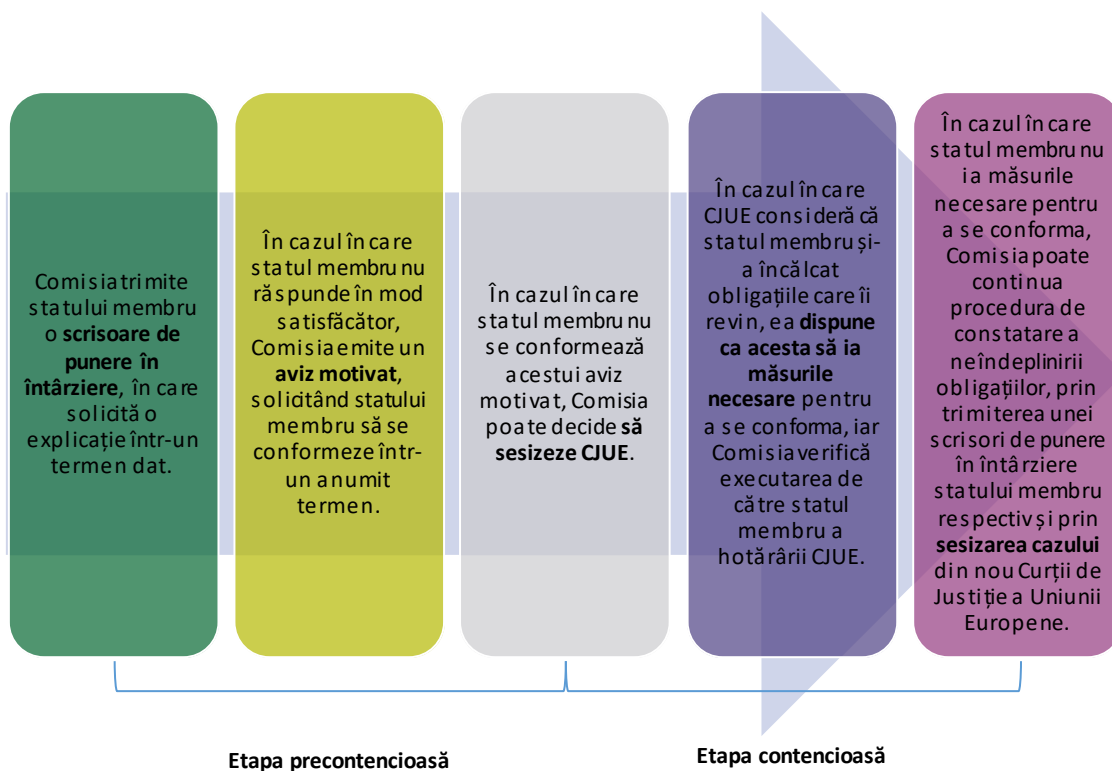 Comisia trimite
statului membru
o scrisoare de
punere în
întârziere, în care
solicită o
explicație într-un
termen dat.
În cazul în care
statul membru nu
răspunde în mod
satisfăcător,
Comisia emite un
aviz motivat,
solicitând statului
membru să se
conformeze într-
un anumit
termen.
În cazul în care
statul membru nu
se conformează
acestui aviz
motivat, Comisia
poate decide să
sesizeze CJUE.
În cazul în care
CJUE consideră că
statul membru și-
a încălcat
obligațiile care îi
revin, ea dispune
ca acesta să ia
măsurile
necesare pentru
a se conforma, iar
Comisia verifică
executarea de
către statul
membru a
hotărârii CJUE.
În cazul în care
statul membru nu
ia măsurile
necesare pentru
a se conforma,
Comisia poate
continua
procedura de
constatare a
neîndeplinirii
obligațiilor, prin
trimiterea unei
scrisori de punere
în întârziere
statului membru
respectiv și prin
sesizarea cazului
din nou Curții de
Justiție a Uniunii
Europene.
Etapa precontencioasă
Etapa contencioasă